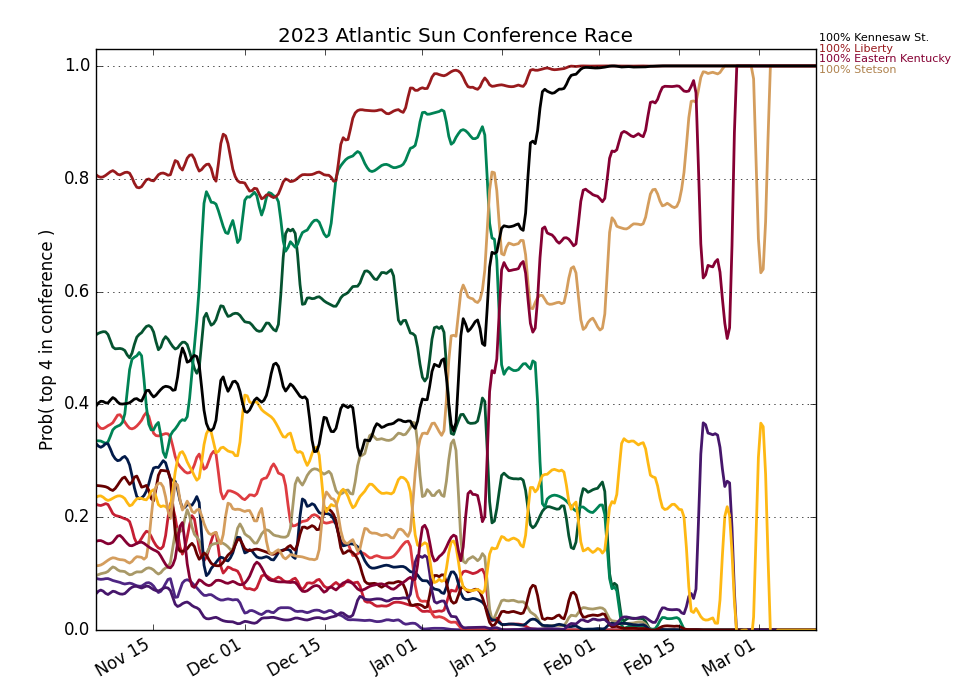 2023 Atlantic Sun Conference Race
100% Kennesaw St.
100% Liberty
100% Eastern Kentucky
100% Stetson
Prob( top 4 in conference )
1.0
0.8
0.6
0.4
0.2
0.0
Nov 15
Dec 01
Dec 15
Jan 01
Jan 15
Feb 01
Feb 15
Mar 01